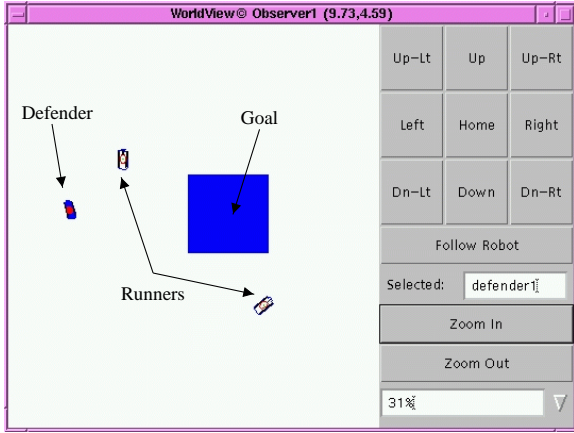 WorldView© Observer1 (9.73,4.59)
Up-Lt Up Up-Rt
Defender
Goal
Left Home Right
Dn-Lt Down Dn-Rt
Follow Robot
Selected: defender1
Runners
Zoom In
Zoom Out
31%